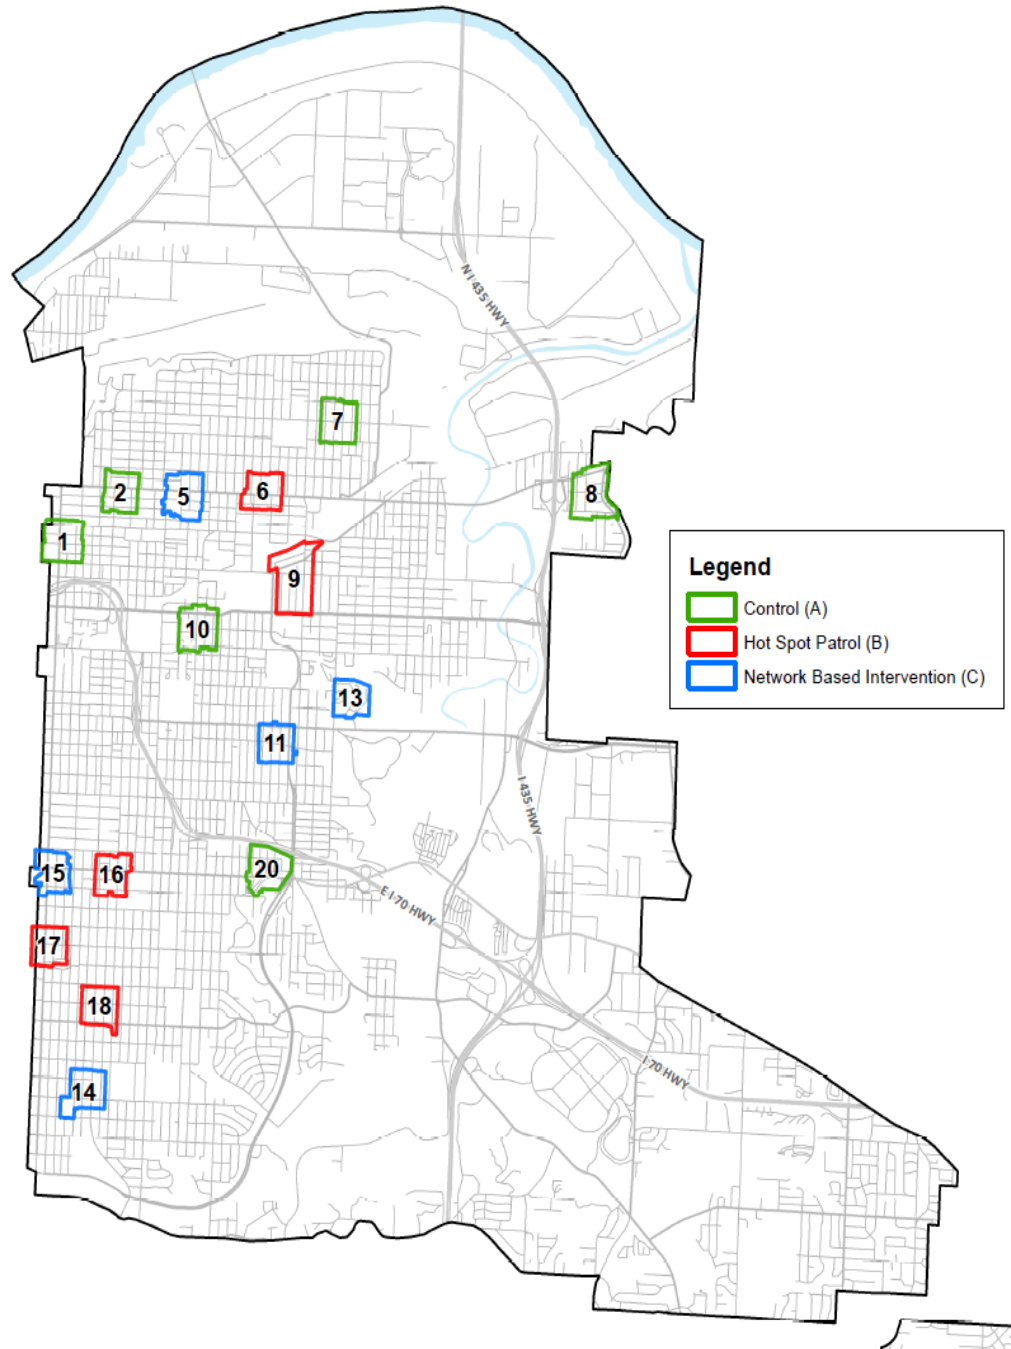 N I 435 HWY
7
2
5
6
8
1
9
10
13
11
I 435 HWY
15
16
20
E I 70 HWY
17
18
14
I 70 HWY
Legend
Control (A)
Hot Spot Patrol (B)
Network Based Intervention (C)